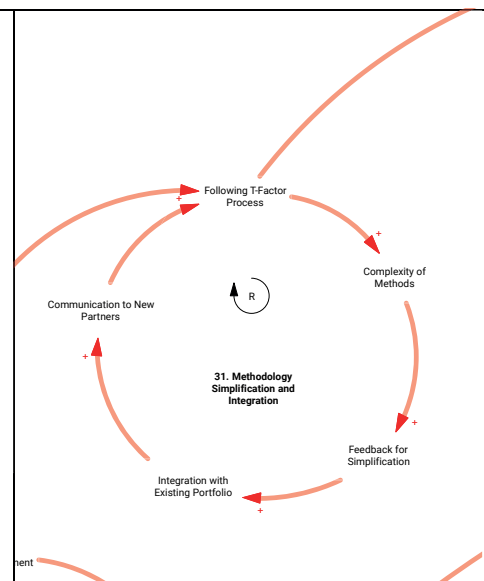 Following T-Factor
Process
+
+
Complexity of
Methods
R
Communication to New
Partners
+
31. Methodology
Simplification and
Integration
+
Feedback for
Simplification
Integration with
Existing Portfolio
+
nent